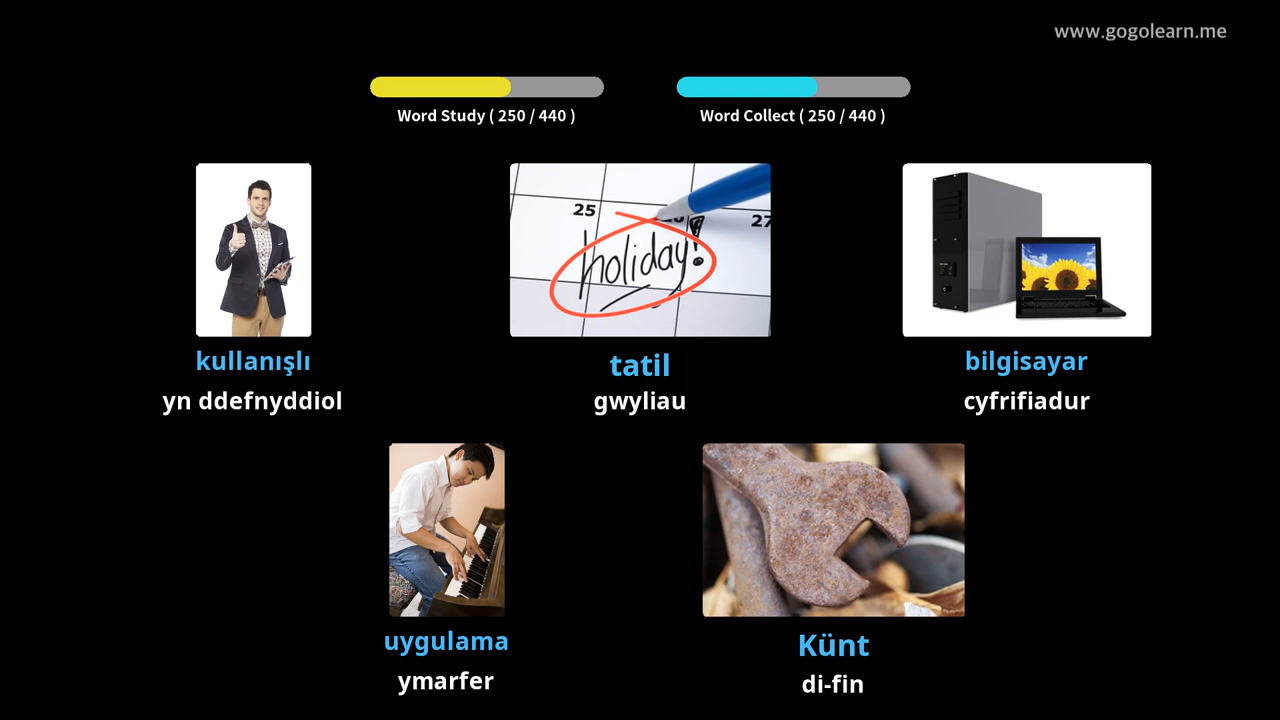 www.gogolearn.me
Word Study ( 250 / 440 )
Word Collect ( 250 / 440 )
25
27
holiday!
kullanışlı
yn ddefnyddiol
tatil
gwyliau
bilgisayar
cyfrifiadur
uygulama
ymarfer
Künt
di-fin